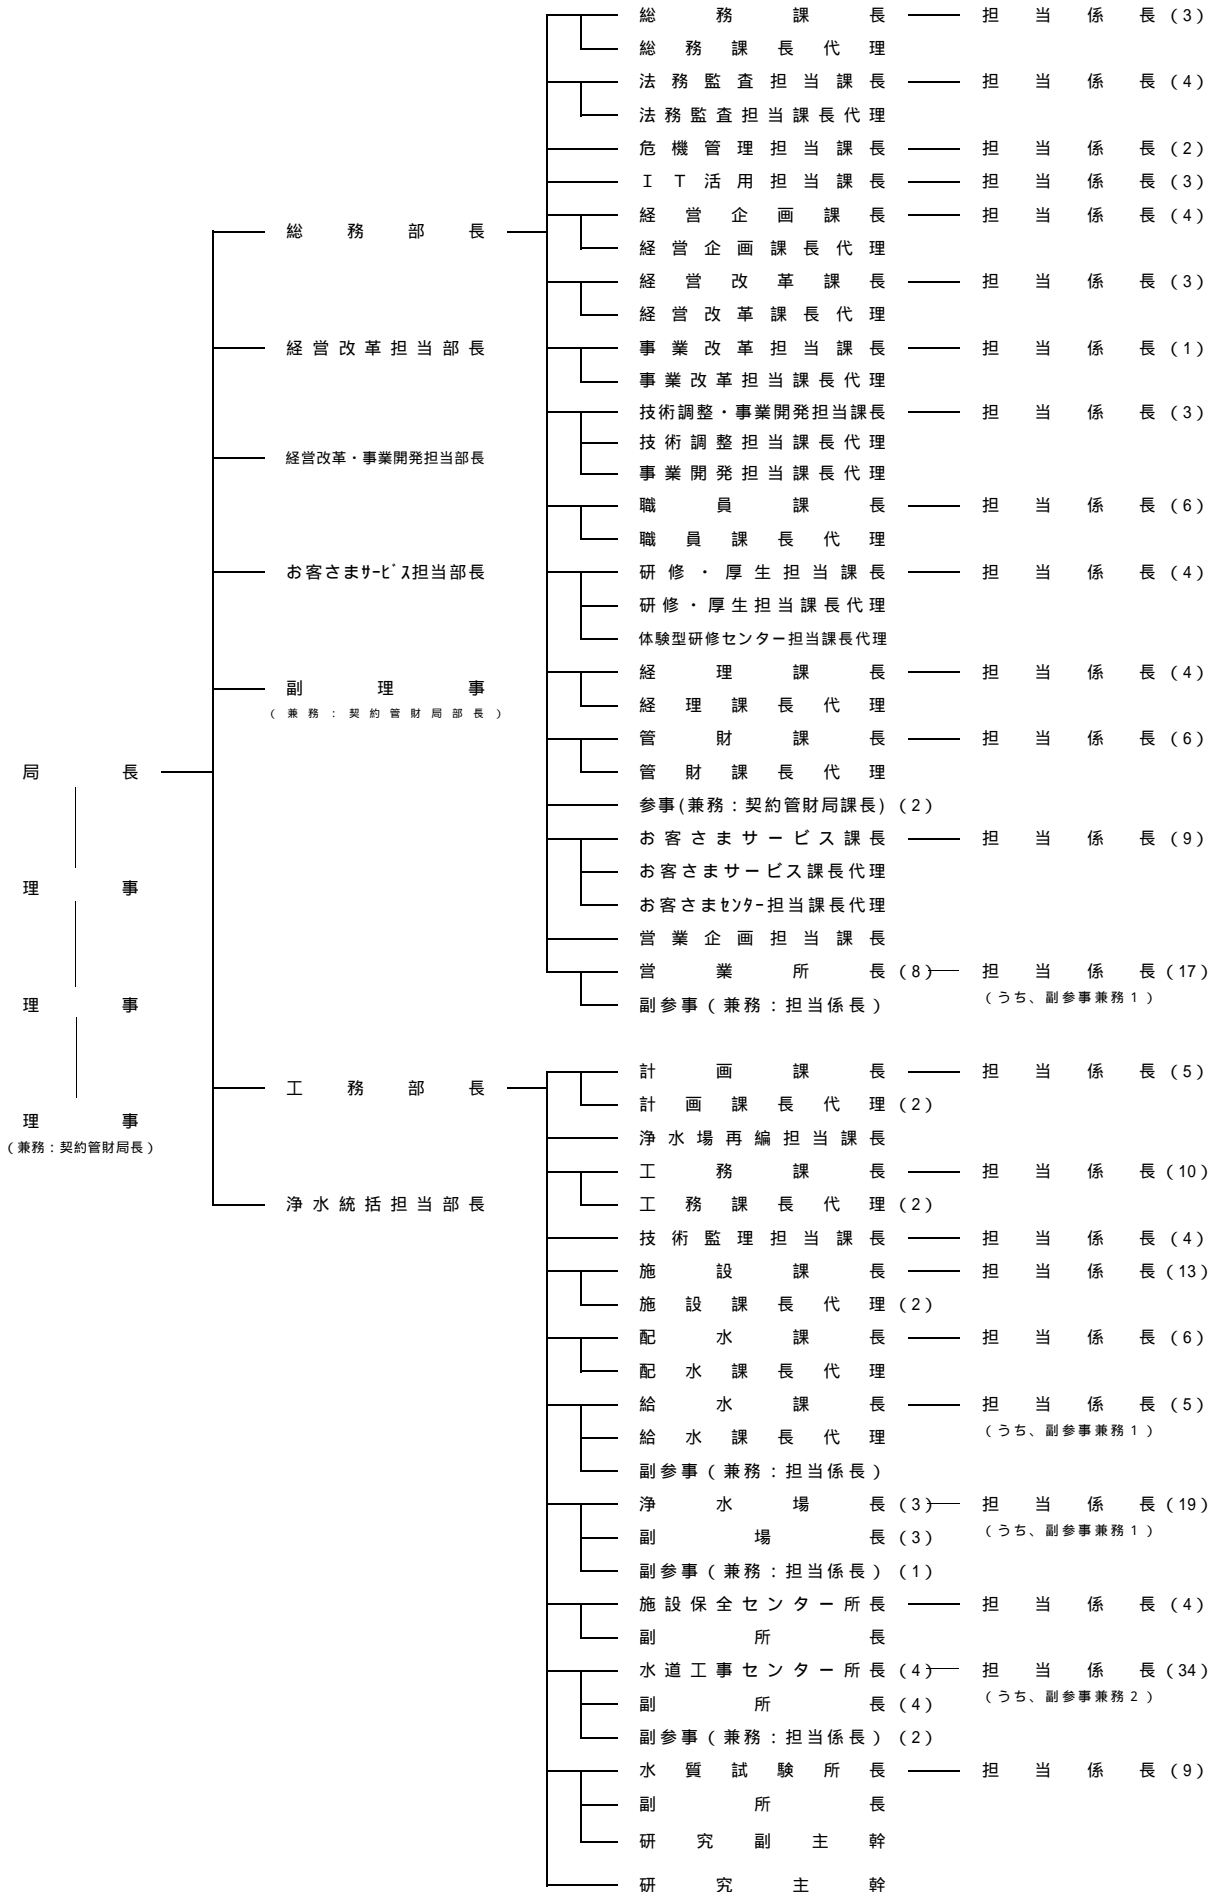 総務課長 担当係長(3)
総務課長代理
法務監査担当課長 担当係長(4)
法務監査担当課長代理
危機管理担当課長 担当係長(2)
ＩＴ活用担当課長 担当係長(3)
経営企画課長 担当係長(4)
総務部長
経営企画課長代理
経営改革課長 担当係長(3)
経営改革課長代理
経営改革担当部長 事業改革担当課長 担当係長(1)
事業改革担当課長代理
技術調整・事業開発担当課長 担当係長(3)
技術調整担当課長代理
経営改革・事業開発担当部長
事業開発担当課長代理
職員課長 担当係長(6)
職員課長代理
お客さまｻｰﾋﾞｽ担当部長 研修・厚生担当課長 担当係長(4)
研修・厚生担当課長代理
体験型研修センター担当課長代理
経理課長 担当係長(4)
副理事
(兼務：契約管財局部長)
経理課長代理
管財課長 担当係長(6)
局長 管財課長代理
参事(兼務：契約管財局課長)(2)
お客さまサービス課長 担当係長(9)
お客さまサービス課長代理
理事
お客さまｾﾝﾀｰ担当課長代理
営業企画担当課長
営業所長(8) 担当係長(17)
(うち、副参事兼務1)
理事 副参事(兼務：担当係長)
工務部長
計画課長 担当係長(5)
計画課長代理(2)
理事
(兼務：契約管財局長)
浄水場再編担当課長
工務課長 担当係長(10)
浄水統括担当部長 工務課長代理(2)
技術監理担当課長 担当係長(4)
施設課長 担当係長(13)
施設課長代理(2)
配水課長 担当係長(6)
配水課長代理
給水課長 担当係長(5)
(うち、副参事兼務1)
給水課長代理
副参事(兼務：担当係長)
浄水場長(3) 担当係長(19)
(うち、副参事兼務1)
副場長(3)
副参事(兼務：担当係長)(1)
施設保全センター所長 担当係長(4)
副所長
水道工事センター所長(4) 担当係長(34)
(うち、副参事兼務2)
副所長(4)
副参事(兼務：担当係長)(2)
水質試験所長 担当係長(9)
副所長
研究副主幹
研究主幹